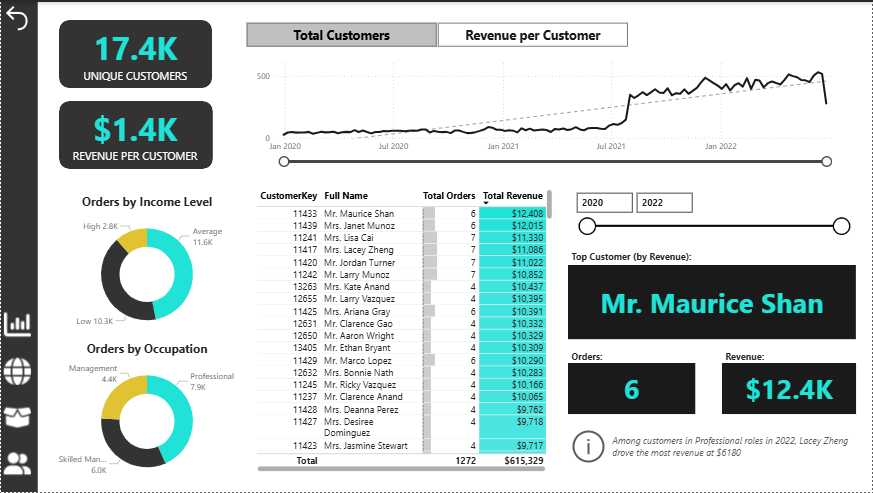 17.4K
UNIQUE CUSTOMERS
$1.4K
REVENUE PER CUSTOMER
Total Customers
Revenue per Customer
500
0
Jan 2020
Jul 2020
Jan 2021
Jul 2021
Jan 2022
Orders by Income Level
High 2.8K
Average
11.6K
Low 10.3K
Orders by Occupation
Management
4.4K
Professional
7.9K
Skilled Man...
6.0K
CustomerKey Full Name Total Orders Total Revenue
11433 Mr. Maurice Shan 6 $12,408
11439 Mrs. Janet Munoz 6 $12,015
11241 Mrs. Lisa Cai 7 $11,330
11417 Mrs. Lacey Zheng 7 $11,086
11420 Mr. Jordan Turner 7 $11,022
11242 Mr. Larry Munoz 7 $10,852
13263 Mrs. Kate Anand 4 $10,437
12655 Mr. Larry Vazquez 4 $10,395
11425 Mrs. Ariana Gray 6 $10,391
12631 Mr. Clarence Gao 4 $10,332
12650 Mr. Aaron Wright 4 $10,329
13405 Mr. Ethan Bryant 4 $10,309
11429 Mr. Marco Lopez 6 $10,290
12632 Mrs. Bonnie Nath 4 $10,283
11245 Mr. Ricky Vazquez 4 $10,166
11237 Mr. Clarence Anand 4 $10,065
11428 Mrs. Deanna Perez 4 $9,762
11427 Mrs. Desiree 4 $9,718
Dominguez
11423 Mrs. Jasmine Stewart 4 $9,717
Total 1272 $615,329
2020
2022
Top Customer (by Revenue):
Mr. Maurice Shan
Orders:
6
Revenue:
$12.4K
Among customers in Professional roles in 2022, Lacey Zheng
drove the most revenue at $6180